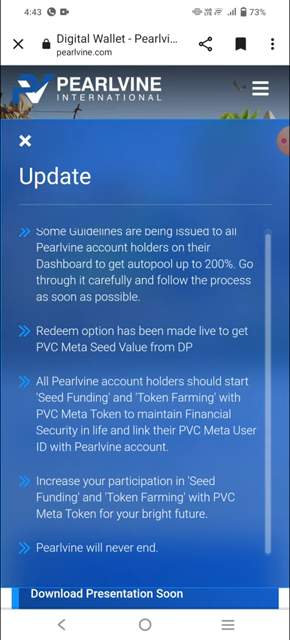 4:43
73%
Digital Wallet - Pearlvi...
pearlvine.com
PEARLVINE
INTERNATIONAL
Update
Some Guidelines are being issued to all
Pearlvine account holders on their
Dashboard to get autopool up to 200%. Go
through it carefully and follow the process
as soon as possible.
Redeem option has been made live to get
PVC Meta Seed Value from DP
All Pearlvine account holders should start
'Seed Funding' and 'Token Farming' with
PVC Meta Token to maintain Financial
Security in life and link their PVC Meta User
ID with Pearlvine account.
Increase your participation in 'Seed
Funding' and 'Token Farming' with PVC
Meta Token for your bright future.
Pearlvine will never end.
Download Presentation Soon